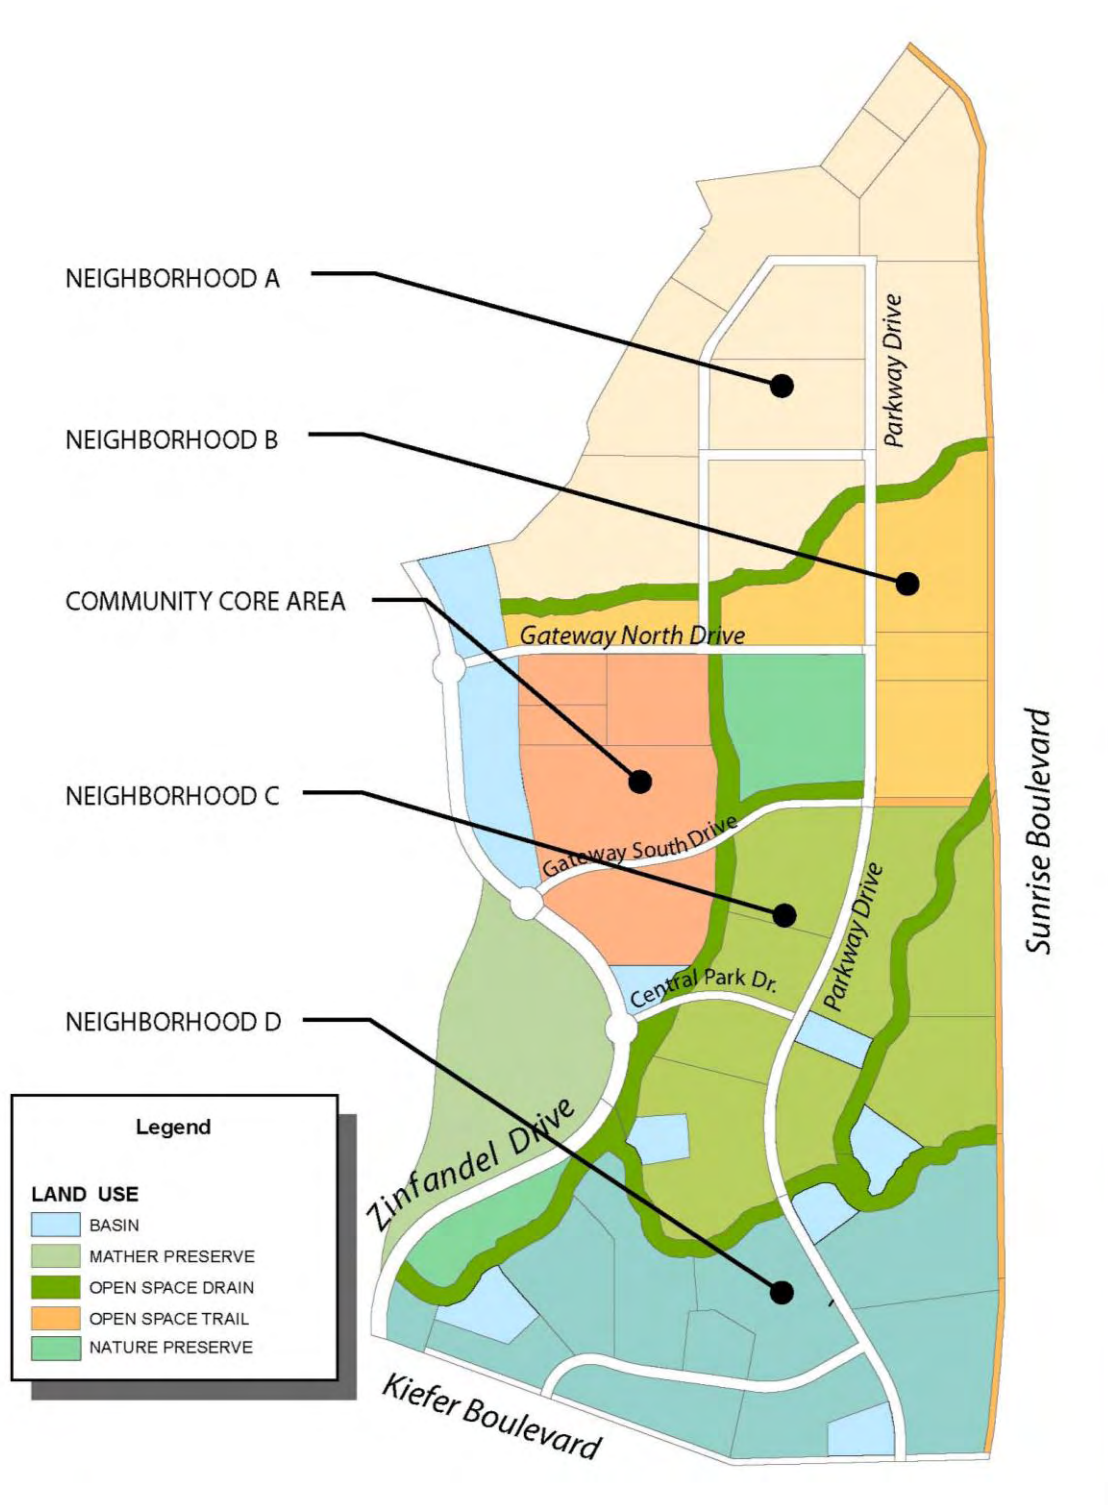 NEIGHBORHOOD A
Parkway Drive
NEIGHBORHOOD B
COMMUNITY CORE AREA
Gateway North Drive
Sunrise Boulevard
NEIGHBORHOOD C
Gateway South Drive
Parkway Drive
Central Park Dr.
NEIGHBORHOOD D
Zinfandel Drive
Legend
LAND USE
BASIN
MATHER PRESERVE
OPEN SPACE DRAIN
OPEN SPACE TRAIL
NATURE PRESERVE
Kiefer Boulevard